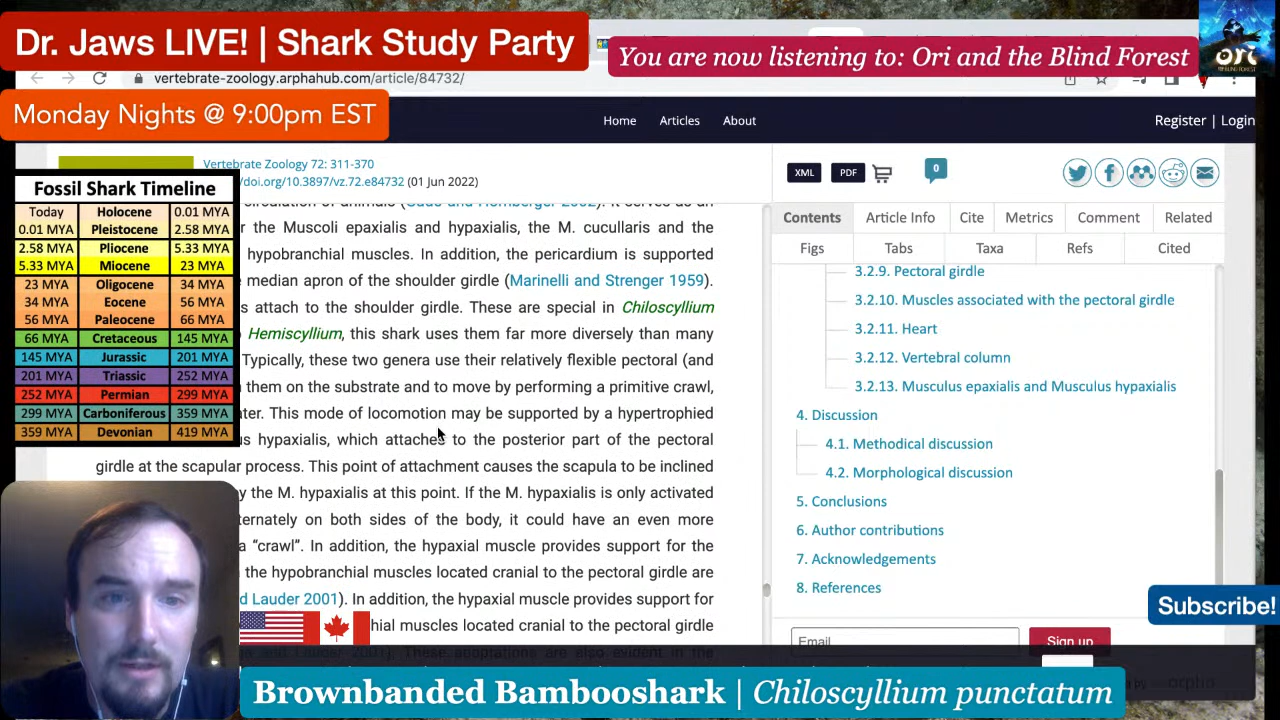 Dr. Jaws LIVE! | Shark Study Party
You are now listening to: Ori and the Blind Forest
ori
vertebrate-zoology.arphahub.com/article/84732/
Monday Nights @ 9:00pm EST
Home Articles About
Register | Login
Vertebrate Zoology 72: 311-370
/doi.org/10.3897/vz.72.e84732 (01 Jun 2022)
XML PDF
0
Fossil Shark Timeline
Today Holocene 0.01 MYA
0.01 MYA Pleistocene 2.58 MYA
2.58 MYA Pliocene 5.33 MYA
5.33 MYA Miocene 23 MYA
23 MYA Oligocene 34 MYA
34 MYA Eocene 56 MYA
56 MYA Paleocene 66 MYA
66 MYA Cretaceous 145 MYA
145 MYA Jurassic 201 MYA
201 MYA Triassic 252 MYA
252 MYA Permian 299 MYA
299 MYA Carboniferous 359 MYA
359 MYA Devonian 419 MYA
r the Muscoli epaxialis and hypaxialis, the M. cucullaris and the
hypobranchial muscles. In addition, the pericardium is supported
median apron of the shoulder girdle (Marinelli and Strenger 1959).
s attach to the shoulder girdle. These are special in Chiloscyllium
Hemiscyllium, this shark uses them far more diversely than many
Typically, these two genera use their relatively flexible pectoral (and
them on the substrate and to move by performing a primitive crawl,
ter. This mode of locomotion may be supported by a hypertrophied
s hypaxialis, which attaches to the posterior part of the pectoral
girdle at the scapular process. This point of attachment causes the scapula to be inclined
y the M. hypaxialis at this point. If the M. hypaxialis is only activated
ternately on both sides of the body, it could have an even more
a “crawl”. In addition, the hypaxial muscle provides support for the
the hypobranchial muscles located cranial to the pectoral girdle are
d Lauder 2001). In addition, the hypaxial muscle provides support for
hial muscles located cranial to the pectoral girdle
Contents Article Info Cite Metrics Comment Related
Figs Tabs Taxa Refs Cited
3.2.9. Pectoral girdle
3.2.10. Muscles associated with the pectoral girdle
3.2.11. Heart
3.2.12. Vertebral column
3.2.13. Musculus epaxialis and Musculus hypaxialis
4. Discussion
4.1. Methodical discussion
4.2. Morphological discussion
5. Conclusions
6. Author contributions
7. Acknowledgements
8. References
Subscribe!
Email
Sign up
Brownbanded Bambooshark | Chiloscyllium punctatum